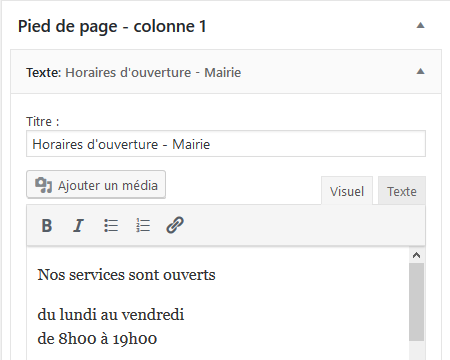 Pied de page - colonne 1
Texte: Horaires d'ouverture - Mairie
Titre :
Horaires d'ouverture - Mairie
Ajouter un média
Visuel Texte
B I
Nos services sont ouverts
du lundi au vendredi
de 8h00 à 19h00